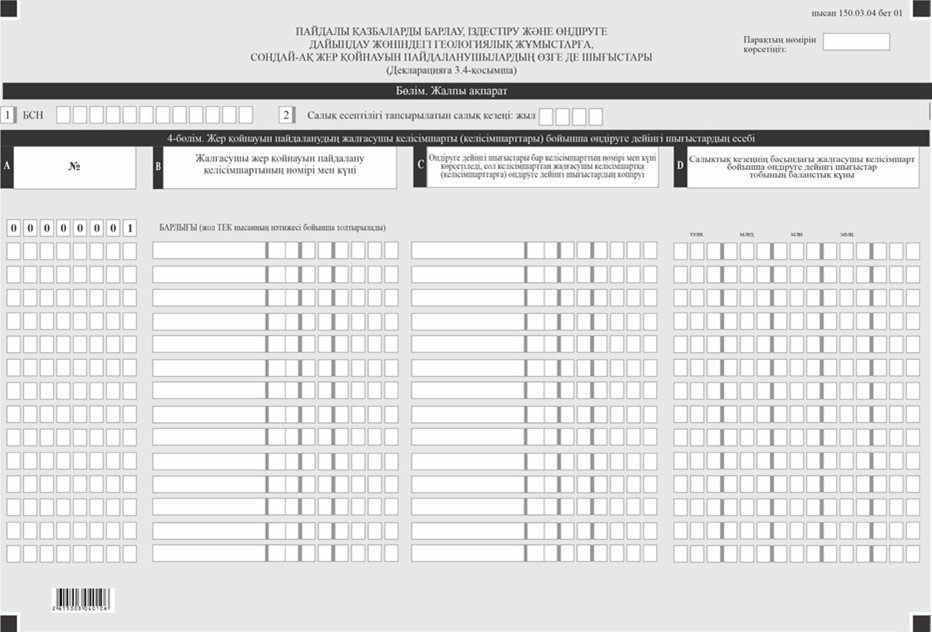 нысан 150.03.04 бет 01
ПАЙДАЛЫ ҚАЗБАЛАРДЫ БАРЛАУ, ІЗДЕСТІРУ ЖӘНЕ ӨНДІРУГЕ
ДАЙЫНДАУ ЖӨНІНДЕГІ ГЕОЛОГИЯЛЫҚ ЖҰМЫСТАРҒА,
СОНДАЙ-АҚ ЖЕР ҚОЙНАУЫН ПАЙДАЛАНУШЫЛАРДЫҢ ӨЗГЕ ДЕ ШЫҒЫСТАРЫ
(Декларацияға 3.4-қосымша)
Парақтың нөмірін
көрсетіңіз:
Бөлім. Жалпы ақпарат
1 БСН
2 Салық есептілігі тапсырылатын салық кезеңі: жыл
4-бөлім. Жер қойнауын пайдаланудың жалғасушы келісімшарты (келісімшарттары) бойынша өндіруге дейінгі шығыстардың есебі
A №
B Жалғасушы жер қойнауын пайдалану
келісімшартының нөмірі мен күні
C Өндіруге дейінгі шығыстары бар келісімшарттың нөмірі мен күні
көрсетіледі, сол келісімшарттан жалғасушы келісімшартқа
(келісімшарттарға) өндіруге дейінгі шығыстардың көшіруі
D Салықтық кезеңнің басындағы жалғасушы келісімшарт
бойынша өндіруге дейінгі шығыстар
тобының баланстық құны
0 0 0 0 0 0 0 1 БАРЛЫҒЫ (жол ТЕК нысанның нәтижесі бойынша толтырылады)
трлн. млрд. млн. мың.
2 615003 040106